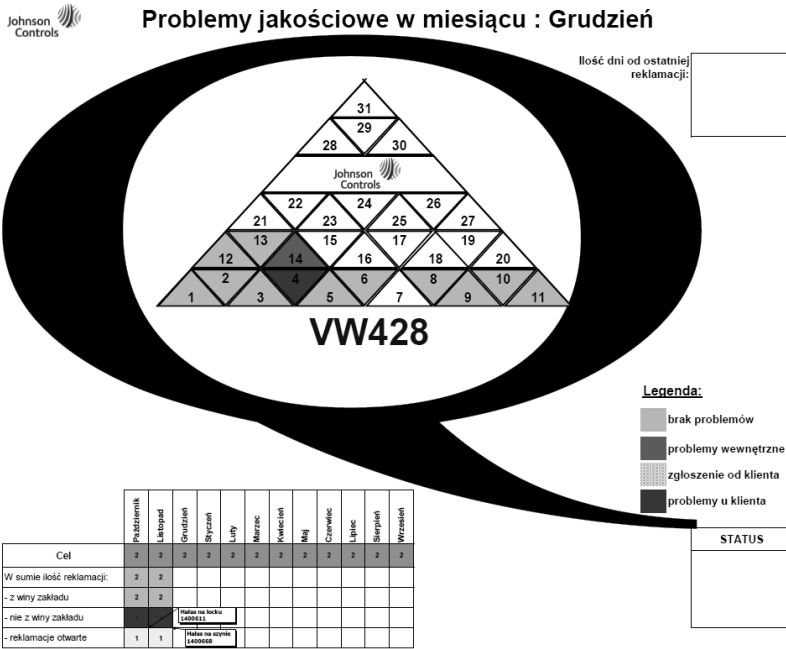 Johnson
Controls
Problemy jakościowe w miesiącu : Grudzień
Ilość dni od ostatniej
reklamacji:
31
29
28 30
Johnson
Controls
22 24 26
21 23 25 27
13 15 17 19
12 14 16 18 20
2 4 6 8 10
1 3 5 7 9 11
VW428
Legenda:
brak problemów
problemy wewnętrzne
zgłoszenie od klienta
problemy u klienta
STATUS
Październik Listopad Grudzień Styczeń Luty Marzec Kwiecień Maj Czerwiec Lipiec Sierpień Wrzesień
Cel 2 2 2 2 2 2 2 2 2 2 2 2
W sumie ilość reklamacji: 2 2
- z winy zakładu 2 2
- nie z winy zakładu - -
Hałas na locku
1400611
- reklamacje otwarte 1 1
Hałas na szynie
1400668